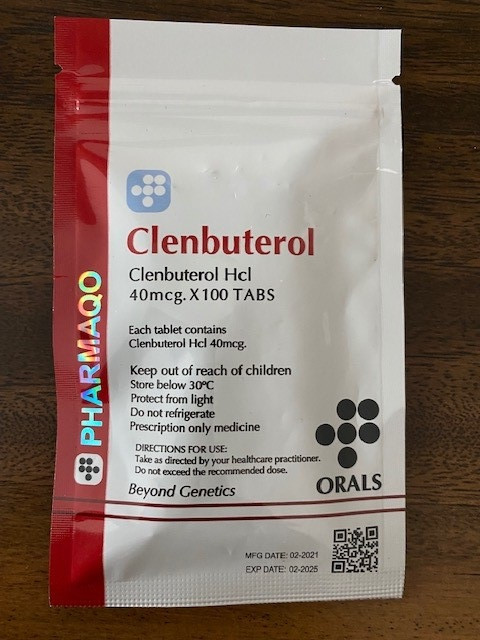 PHARMAQO
Clenbuterol
Clenbuterol Hcl
40mcg. X 100 TABS
Each tablet contains
Clenbuterol Hcl 40mcg.
Keep out of reach of children
Store below 30ºC
Protect from light
Do not refrigerate
Prescription only medicine
DIRECTIONS FOR USE:
Take as directed by your healthcare practitioner.
Do not exceed the recommended dose.
Beyond Genetics
ORALS
MFG DATE: 02-2021
EXP DATE: 02-2025